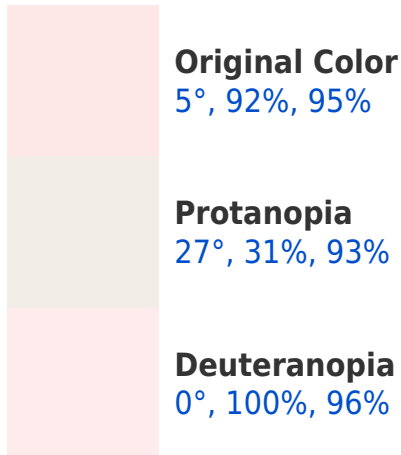 Original Color
5°, 92%, 95%
Protanopia
27°, 31%, 93%
Deuteranopia
0°, 100%, 96%